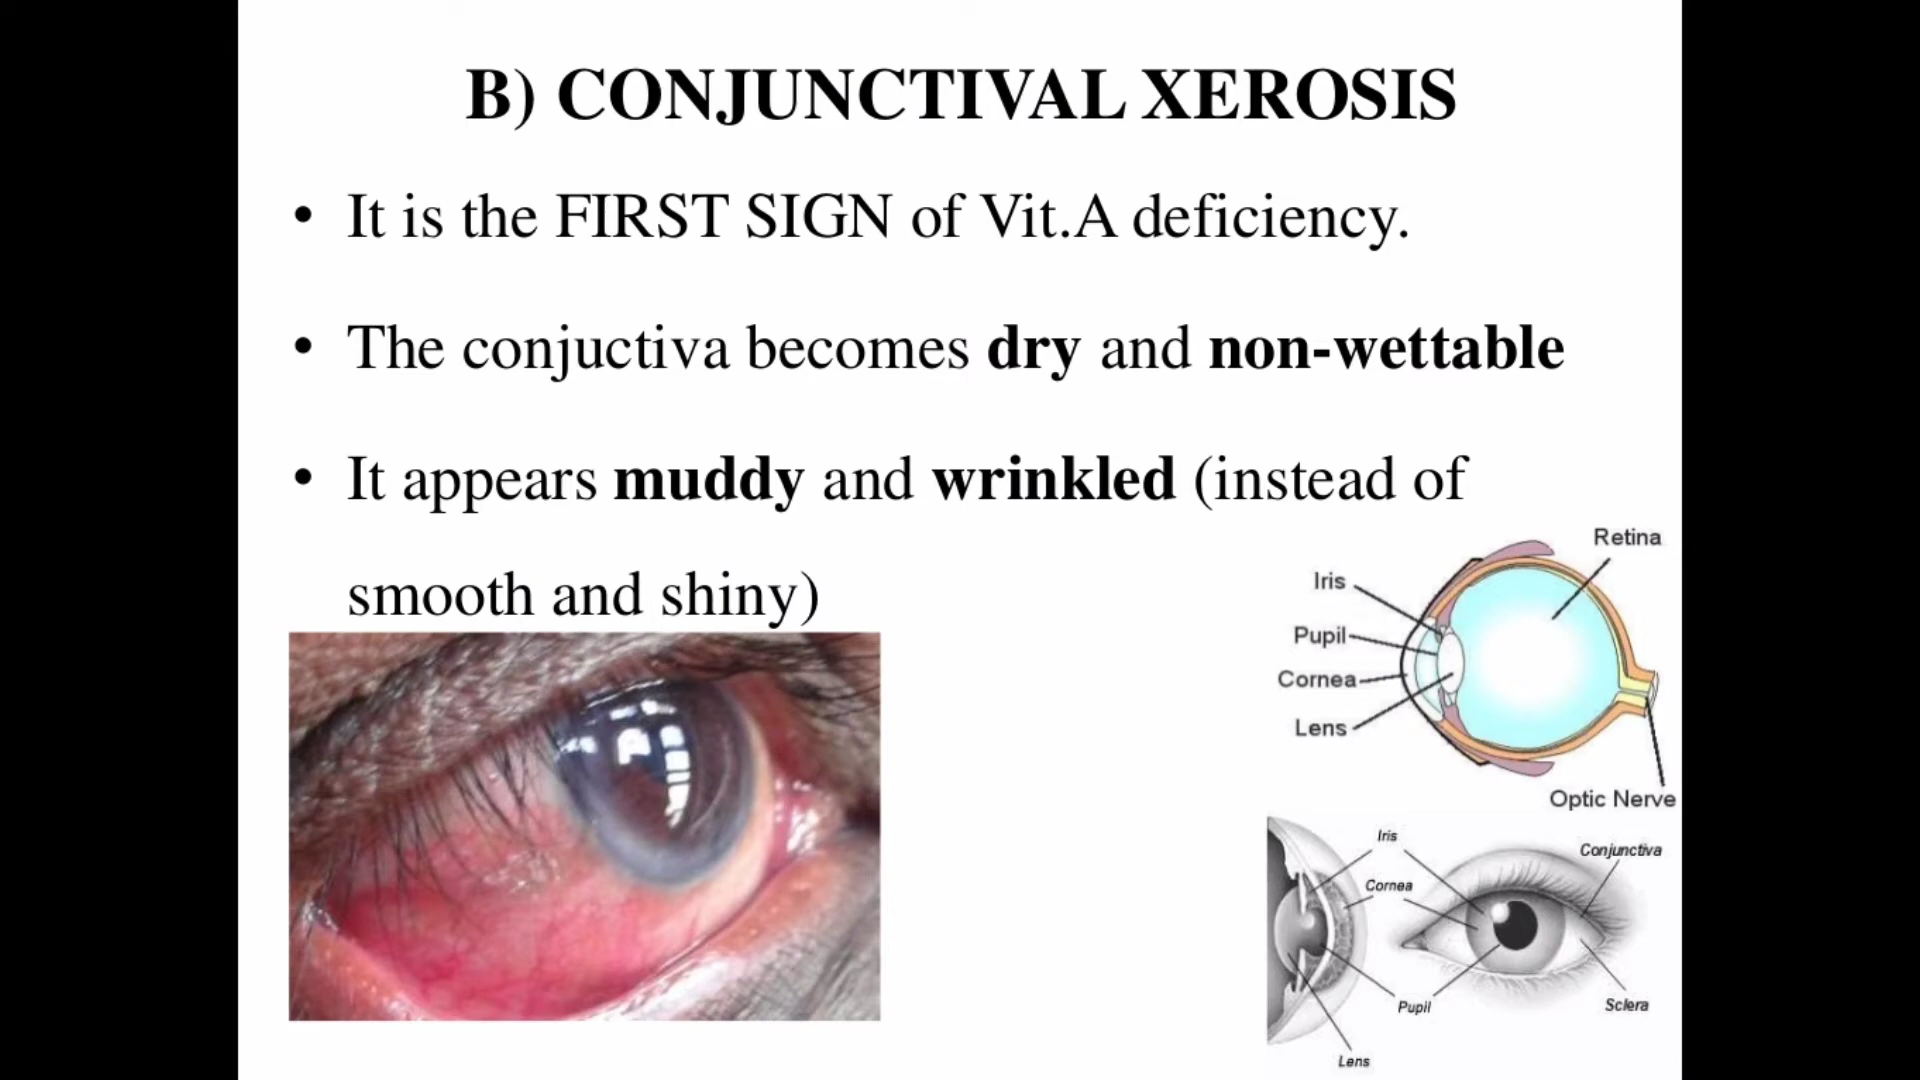 B) CONJUNCTIVAL XEROSIS
• It is the FIRST SIGN of Vit.A deficiency.
• The conjuctiva becomes dry and non-wettable
• It appears muddy and wrinkled (instead of
smooth and shiny)
Retina
Iris
Pupil
Cornea
Lens
Optic Nerve
Iris
Conjunctiva
Cornea
Pupil
Sclera
Lens